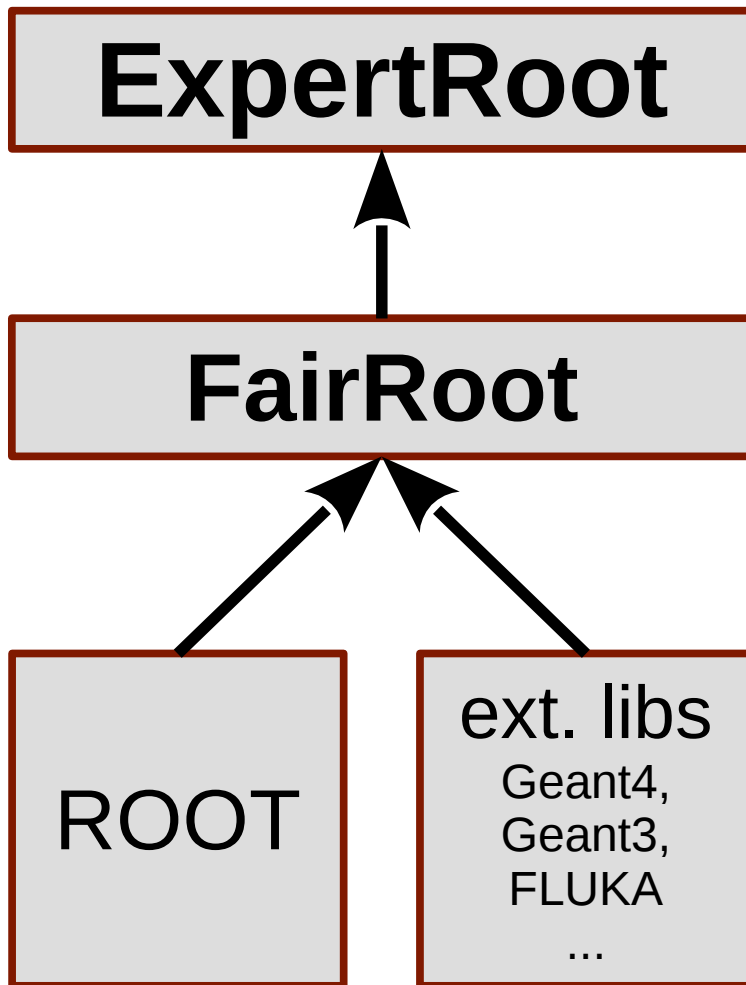 ExpertRoot
FairRoot
ROOT
ext. libs
Geant4,
Geant3,
FLUKA
...